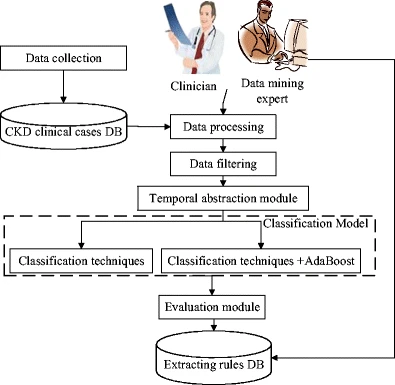 Data collection
Clinician
Data mining
expert
CKD clinical cases DB
Data processing
Data filtering
Temporal abstraction module
Classification Model
Classification techniques
Classification techniques +AdaBoost
Evaluation module
Extracting rules DB